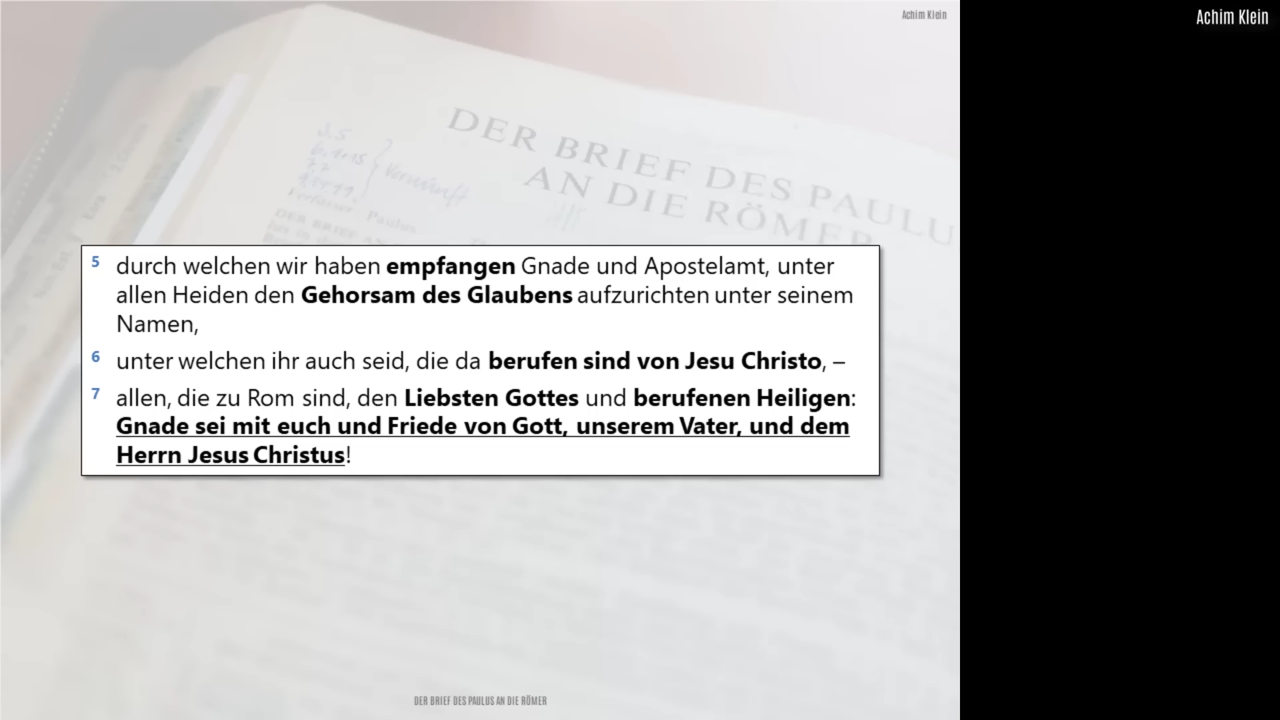 Achim Klein
Achim Klein
DER BRIEF DES PAULU
AN DIE RÖMER
5 durch welchen wir haben empfangen Gnade und Apostelamt, unter
allen Heiden den Gehorsam des Glaubens aufzurichten unter seinem
Namen,
6 unter welchen ihr auch seid, die da berufen sind von Jesu Christo, –
7 allen, die zu Rom sind, den Liebsten Gottes und berufenen Heiligen:
Gnade sei mit euch und Friede von Gott, unserem Vater, und dem
Herrn Jesus Christus!
DER BRIEF DES PAULUS AN DIE RÖMER